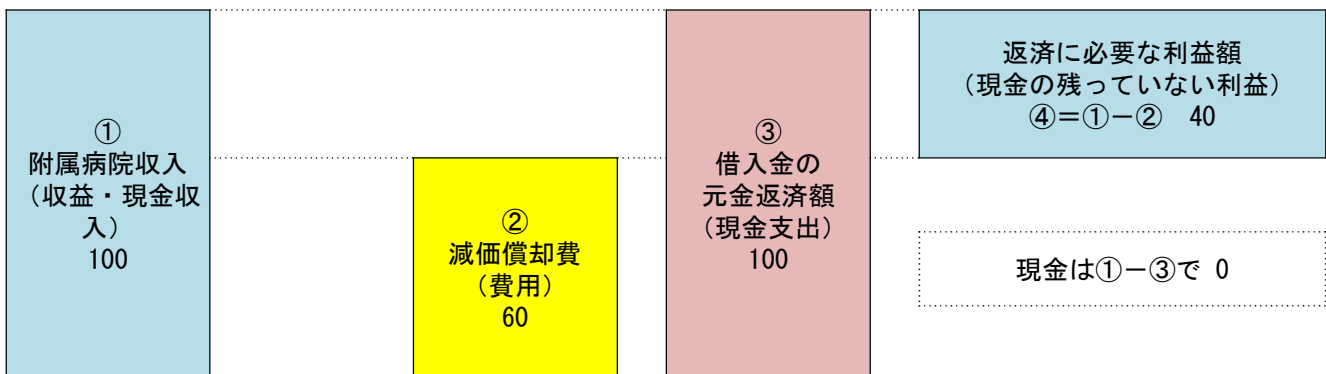 ①
附属病院収入
（収益・現金収
入）
100
②
減価償却費
（費用）
60
③
借入金の
元金返済額
（現金支出）
100
返済に必要な利益額
（現金の残っていない利益）
④＝①－②　40
現金は①－③で 0